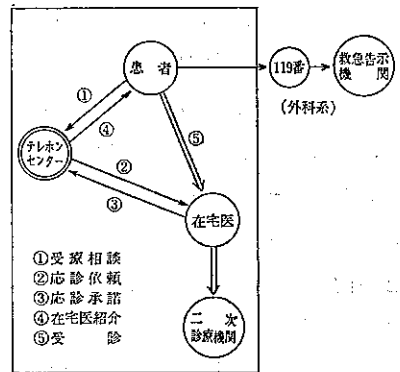 患者
119番
救急告示
機関
(外科系)
①
④
⑤
テレホン
センター
②
③
在宅医
①受療相談
②応診依頼
③応診承諾
④在宅医紹介
⑤受診
二次
診療機関